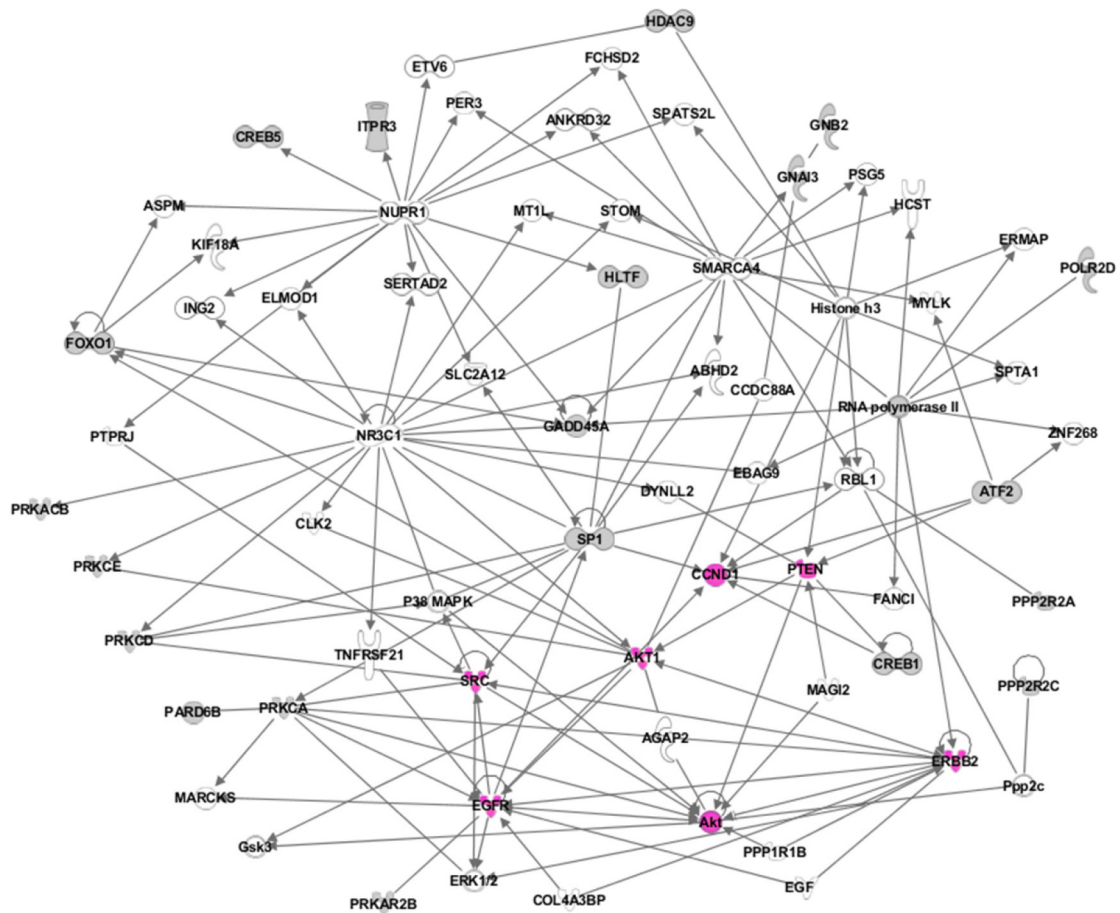 HDAC9
ETV6
FCHSD2
PER3
ANKRD32
SPATS2L
ITPR3
CREB5
GNB2
GNAI3
PSG5
HCST
ASPM
NUPR1
MT1L
STOM
KIF18A
ERMAP
SMARCA4
POLR2D
HLTF
SERTAD2
ELMOD1
ING2
MYLK
Histone h3
FOXO1
ABHD2
SLC2A12
CCDC88A
SPTA1
RNA polymerase II
GADD45A
NR3C1
PTPRJ
ZNF268
EBAG9
RBL1
DYNLL2
ATF2
PRKACB
CLK2
SP1
PRKCE
CCND1
PTEN
FANCI
PPP2R2A
P38 MAPK
PRKCD
TNFRSF21
AKT1
CREB1
SRC
MAGI2
PPP2R2C
PARD6B
PRKCA
AGAP2
ERBB2
MARCKS
EGFR
Ppp2c
Akt
Gsk3
PPP1R1B
ERK1/2
EGF
COL4A3BP
PRKAR2B